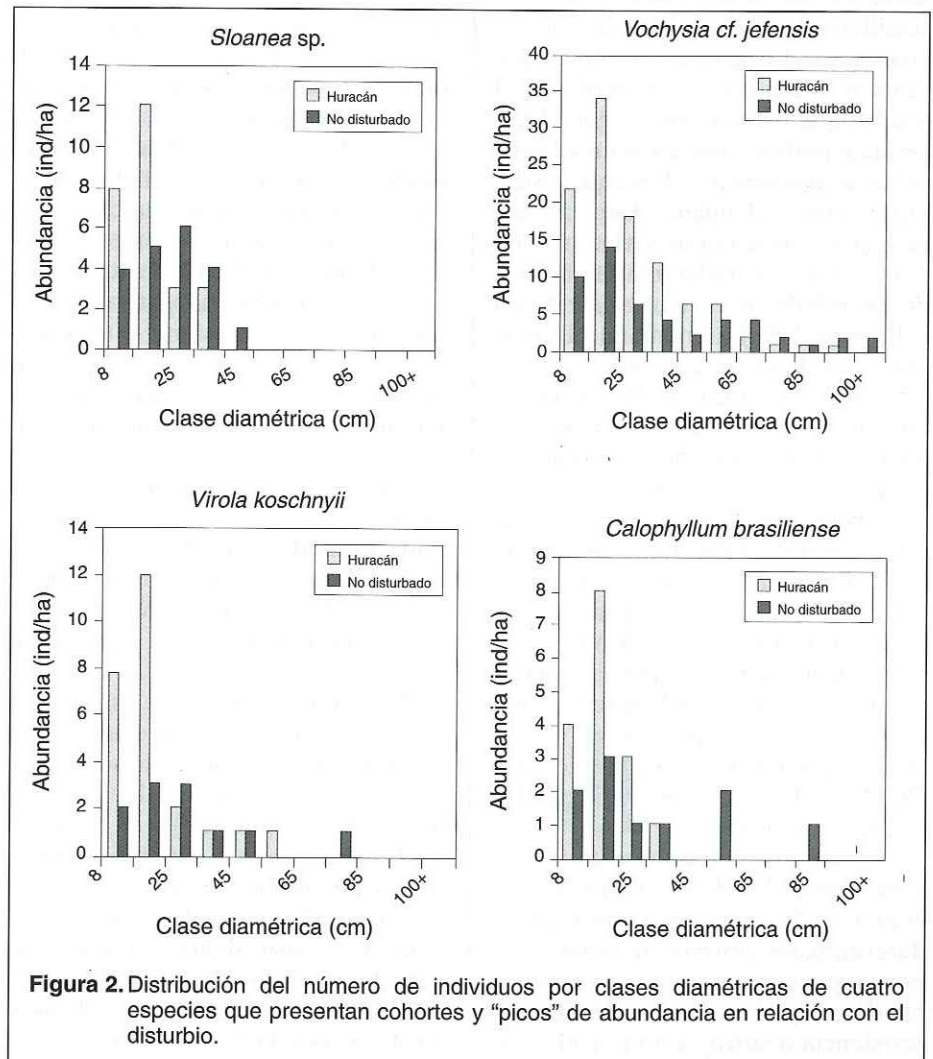 Sloanea sp.
Abundancia (ind/ha)
14
12
10
8
6
4
2
0
Huracán
No disturbado
8
25
45
65
85
100+
Clase diamétrica (cm)
Vochysia cf. jefensis
Abundancia (ind/ha)
40
35
30
25
20
15
10
5
0
Huracán
No disturbado
8
25
45
65
85
100+
Clase diamétrica (cm)
Virola koschnyii
Abundancia (ind/ha)
14
12
10
8
6
4
2
0
Huracán
No disturbado
8
25
45
65
85
100+
Clase diamétrica (cm)
Calophyllum brasiliense
Abundancia (ind/ha)
9
8
7
6
5
4
3
2
1
0
Huracán
No disturbado
8
25
45
65
85
100+
Clase diamétrica (cm)
Figura 2. Distribución del número de individuos por clases diamétricas de cuatro
especies que presentan cohortes y “picos” de abundancia en relación con el
disturbio.